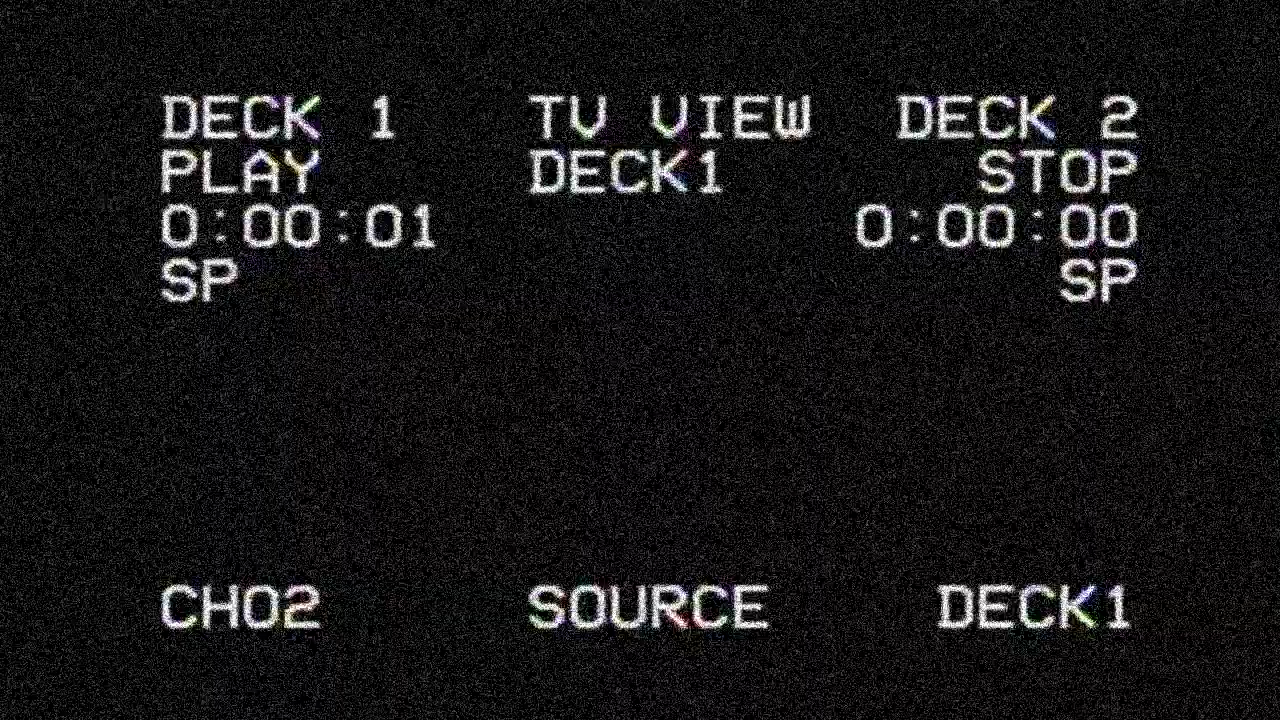 DECK 1 TV VIEW DECK 2
PLAY DECK1 STOP
0:00:01 0:00:00
SP SP
CH02 SOURCE DECK1